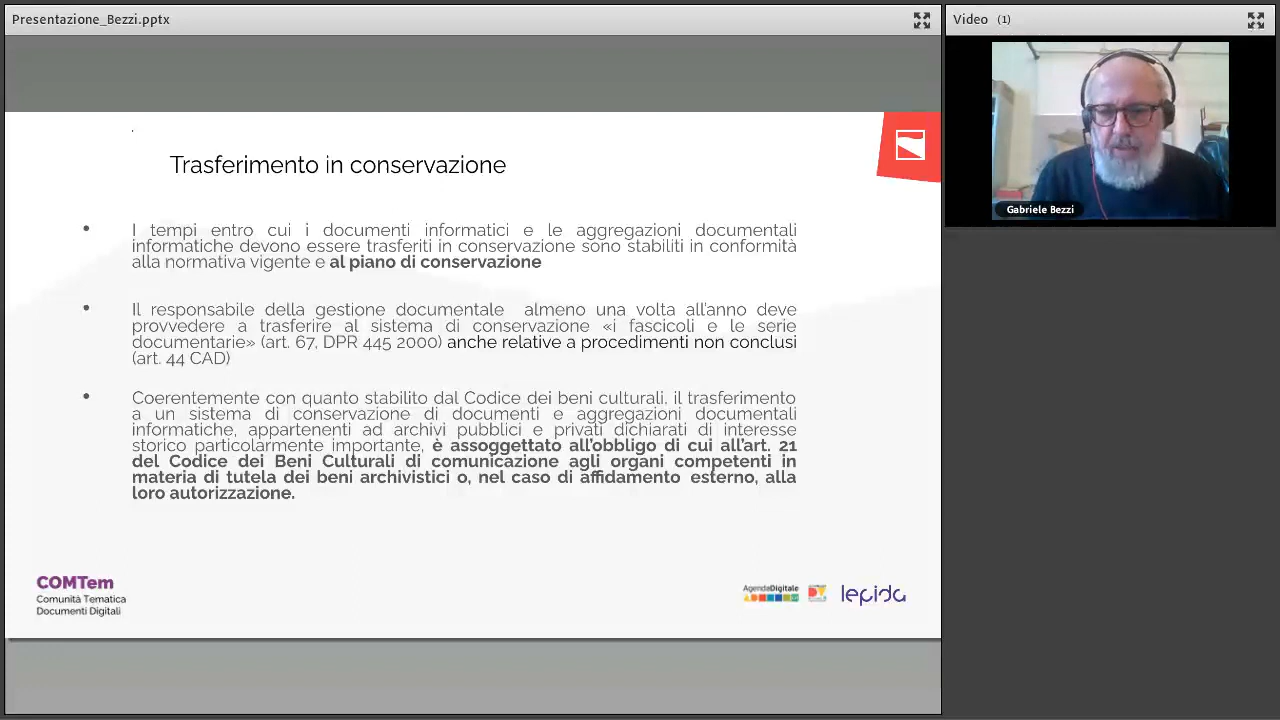 Presentazione_Bezzi.pptx
Video (1)
Gabriele Bezzi
Trasferimento in conservazione
• I tempi entro cui i documenti informatici e le aggregazioni documentali
informatiche devono essere trasferiti in conservazione sono stabiliti in conformità
alla normativa vigente e al piano di conservazione
• Il responsabile della gestione documentale almeno una volta all'anno deve
provvedere a trasferire al sistema di conservazione «i fascicoli e le serie
documentarie» (art. 67, DPR 445 2000) anche relative a procedimenti non conclusi
(art. 44 CAD)
• Coerentemente con quanto stabilito dal Codice dei beni culturali, il trasferimento
a un sistema di conservazione di documenti e aggregazioni documentali
informatiche, appartenenti ad archivi pubblici e privati dichiarati di interesse
storico particolarmente importante, è assoggettato all'obbligo di cui all'art. 21
del Codice dei Beni Culturali di comunicazione agli organi competenti in
materia di tutela dei beni archivistici o, nel caso di affidamento esterno, alla
loro autorizzazione.
COMTem
Comunità Tematica
Documenti Digitali
AgendaDigitale
lepida